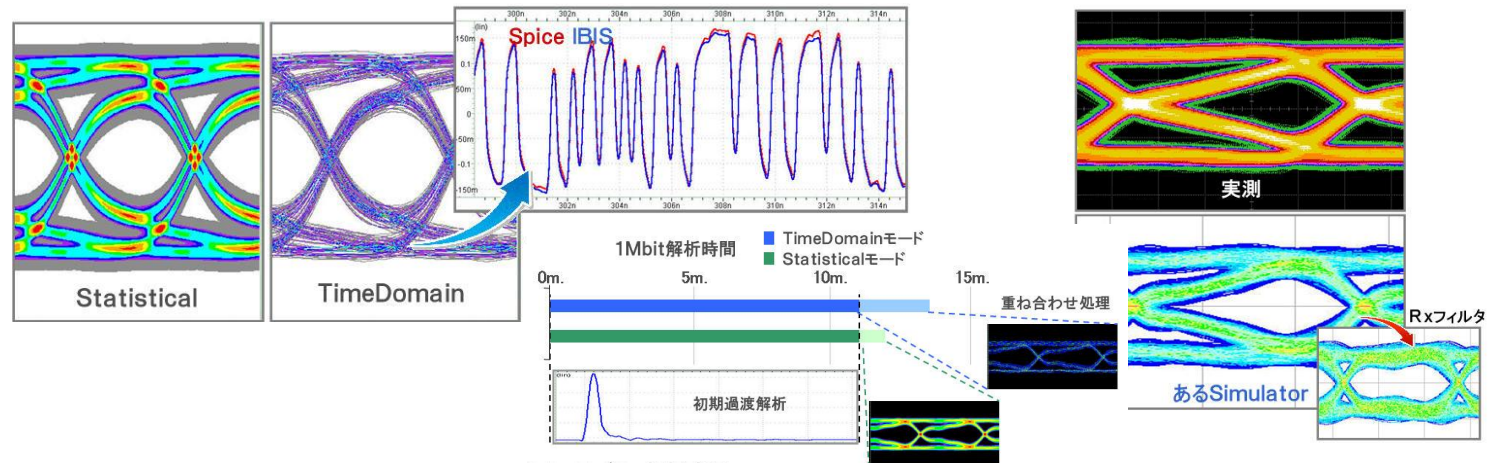 Statistical
TimeDomain
300n 302n 304n 306n 308n 310n 312n 314n
(lin)
Spice IBIS
150m
0.1
50m
0
-50m
-0.1
-150m
302n 304n 306n 308n 310n 312n 314n
1Mbit解析時間
TimeDomainモード
Statisticalモード
0m. 5m. 10m. 15m.
重ね合わせ処理
(lin)
初期過渡解析
実測
Rxフィルタ
あるSimulator